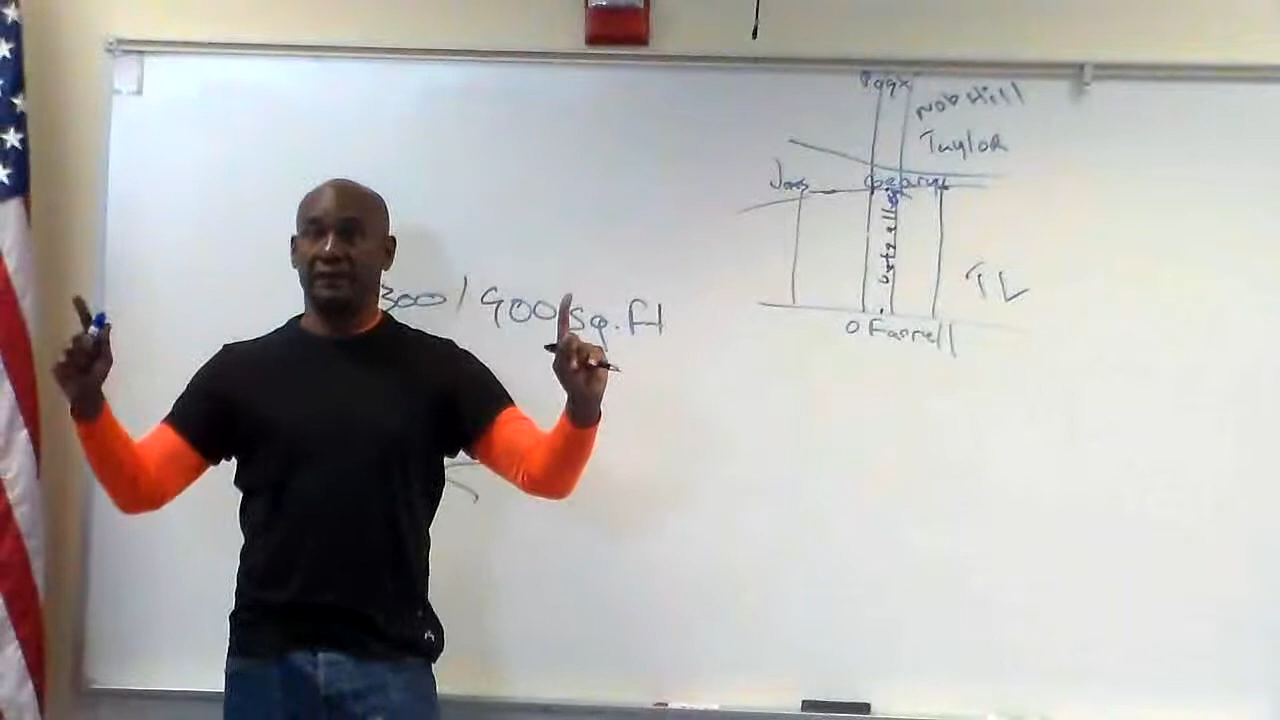 Nob Hill
Taylor
Jones
Geary
300/900 sq.ft
TL
O Farrell